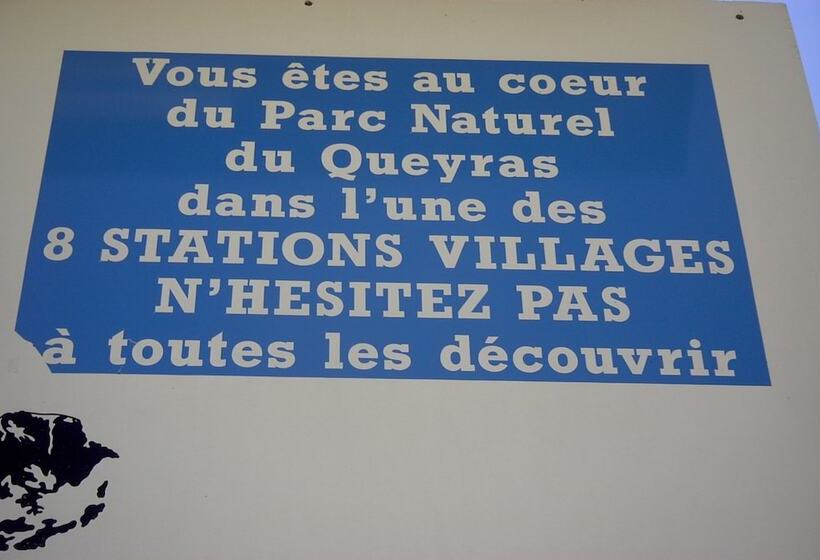 Vous êtes au coeur
du Parc Naturel
du Queyras
dans l'une des
8 STATIONS VILLAGES
N'HESITEZ PAS
à toutes les découvrir